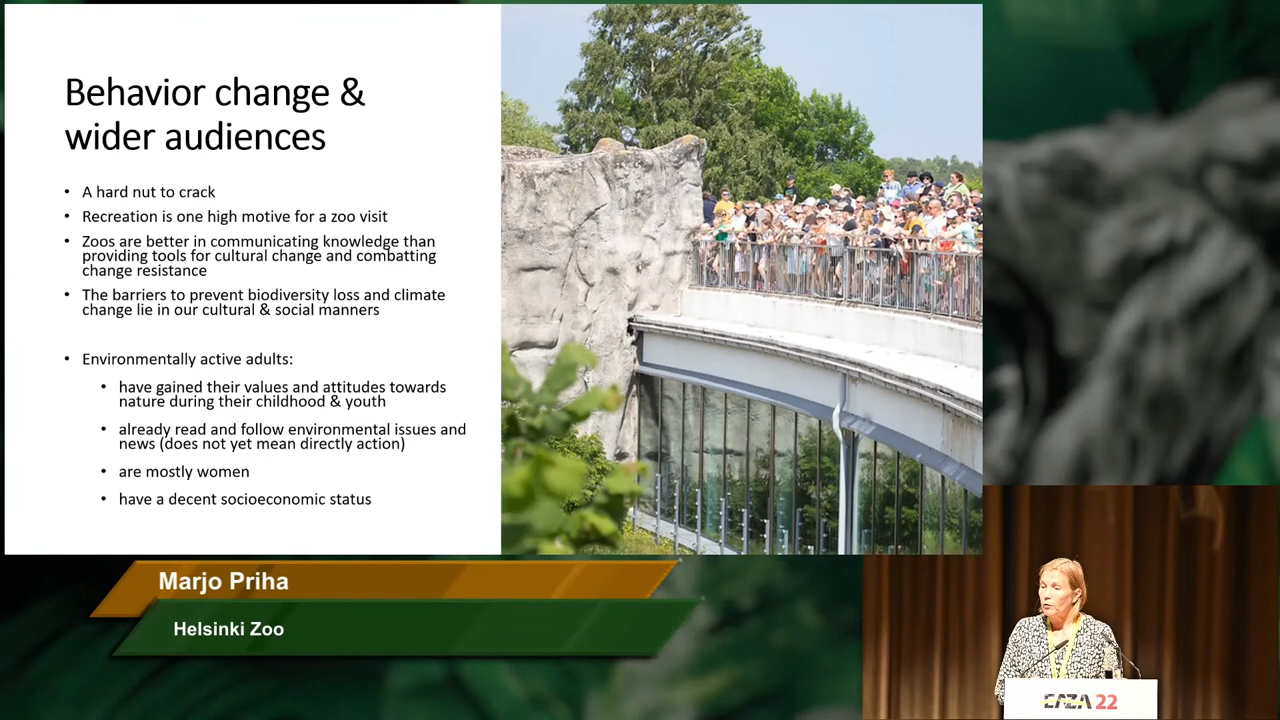 Behavior change &
wider audiences
• A hard nut to crack
• Recreation is one high motive for a zoo visit
• Zoos are better in communicating knowledge than
providing tools for cultural change and combatting
change resistance
• The barriers to prevent biodiversity loss and climate
change lie in our cultural & social manners
• Environmentally active adults:
• have gained their values and attitudes towards
nature during their childhood & youth
• already read and follow environmental issues and
news (does not yet mean directly action)
• are mostly women
• have a decent socioeconomic status
Marjo Priha
Helsinki Zoo
EAZA 22